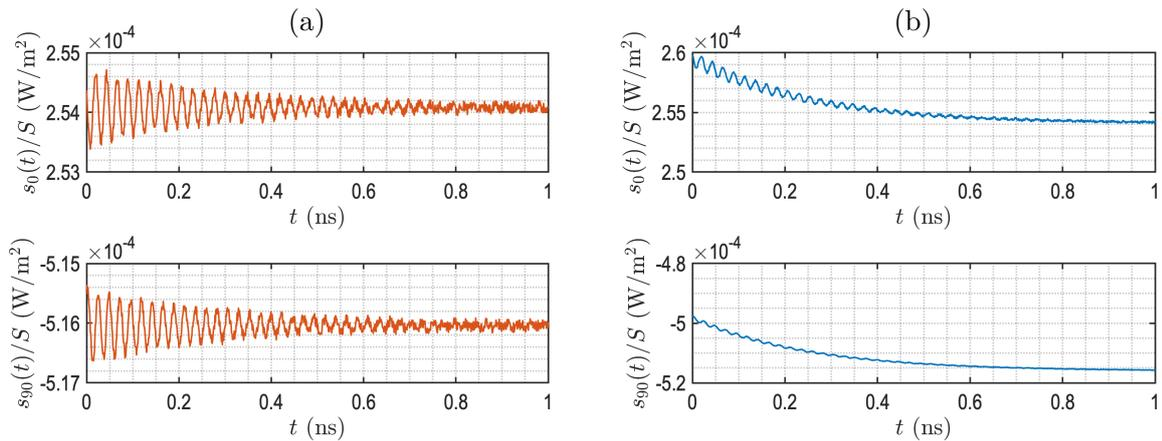 (a)
×10⁻⁴
2.55
2.54
2.53
s₀(t)/S (W/m²)
0 0.2 0.4 0.6 0.8 1
t (ns)
×10⁻⁴
-5.15
-5.16
-5.17
s₉₀(t)/S (W/m²)
0 0.2 0.4 0.6 0.8 1
t (ns)
(b)
×10⁻⁴
2.6
2.55
2.5
s₀(t)/S (W/m²)
0 0.2 0.4 0.6 0.8 1
t (ns)
×10⁻⁴
-4.8
-5
-5.2
s₉₀(t)/S (W/m²)
0 0.2 0.4 0.6 0.8 1
t (ns)